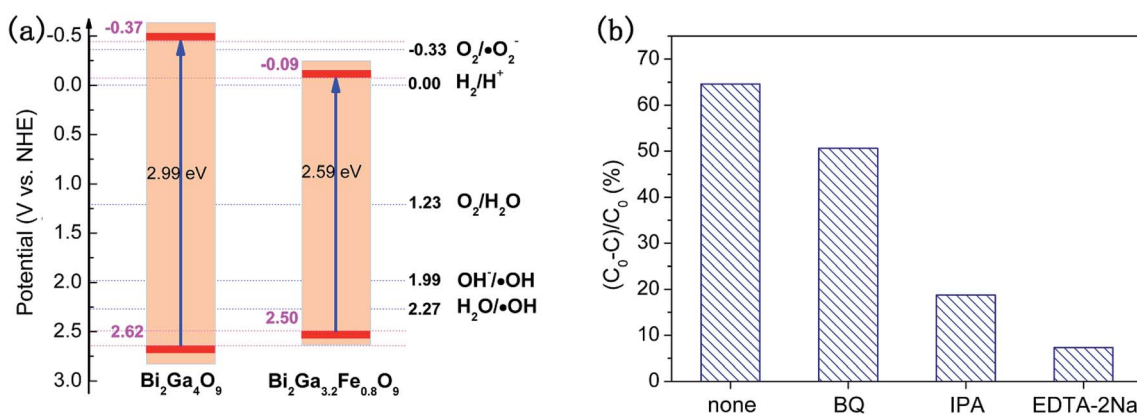 (a)
Potential (V vs. NHE)
-0.5
0.0
0.5
1.0
1.5
2.0
2.5
3.0
-0.37
2.99 eV
2.62
Bi₂Ga₄O₉
-0.09
2.59 eV
2.50
Bi₂Ga₃.₂Fe₀.₈O₉
-0.33 O₂/•O₂⁻
0.00 H₂/H⁺
1.23 O₂/H₂O
1.99 OH⁻/•OH
2.27 H₂O/•OH
(b)
(C₀-C)/C₀ (%)
70
60
50
40
30
20
10
0
none BQ IPA EDTA-2Na